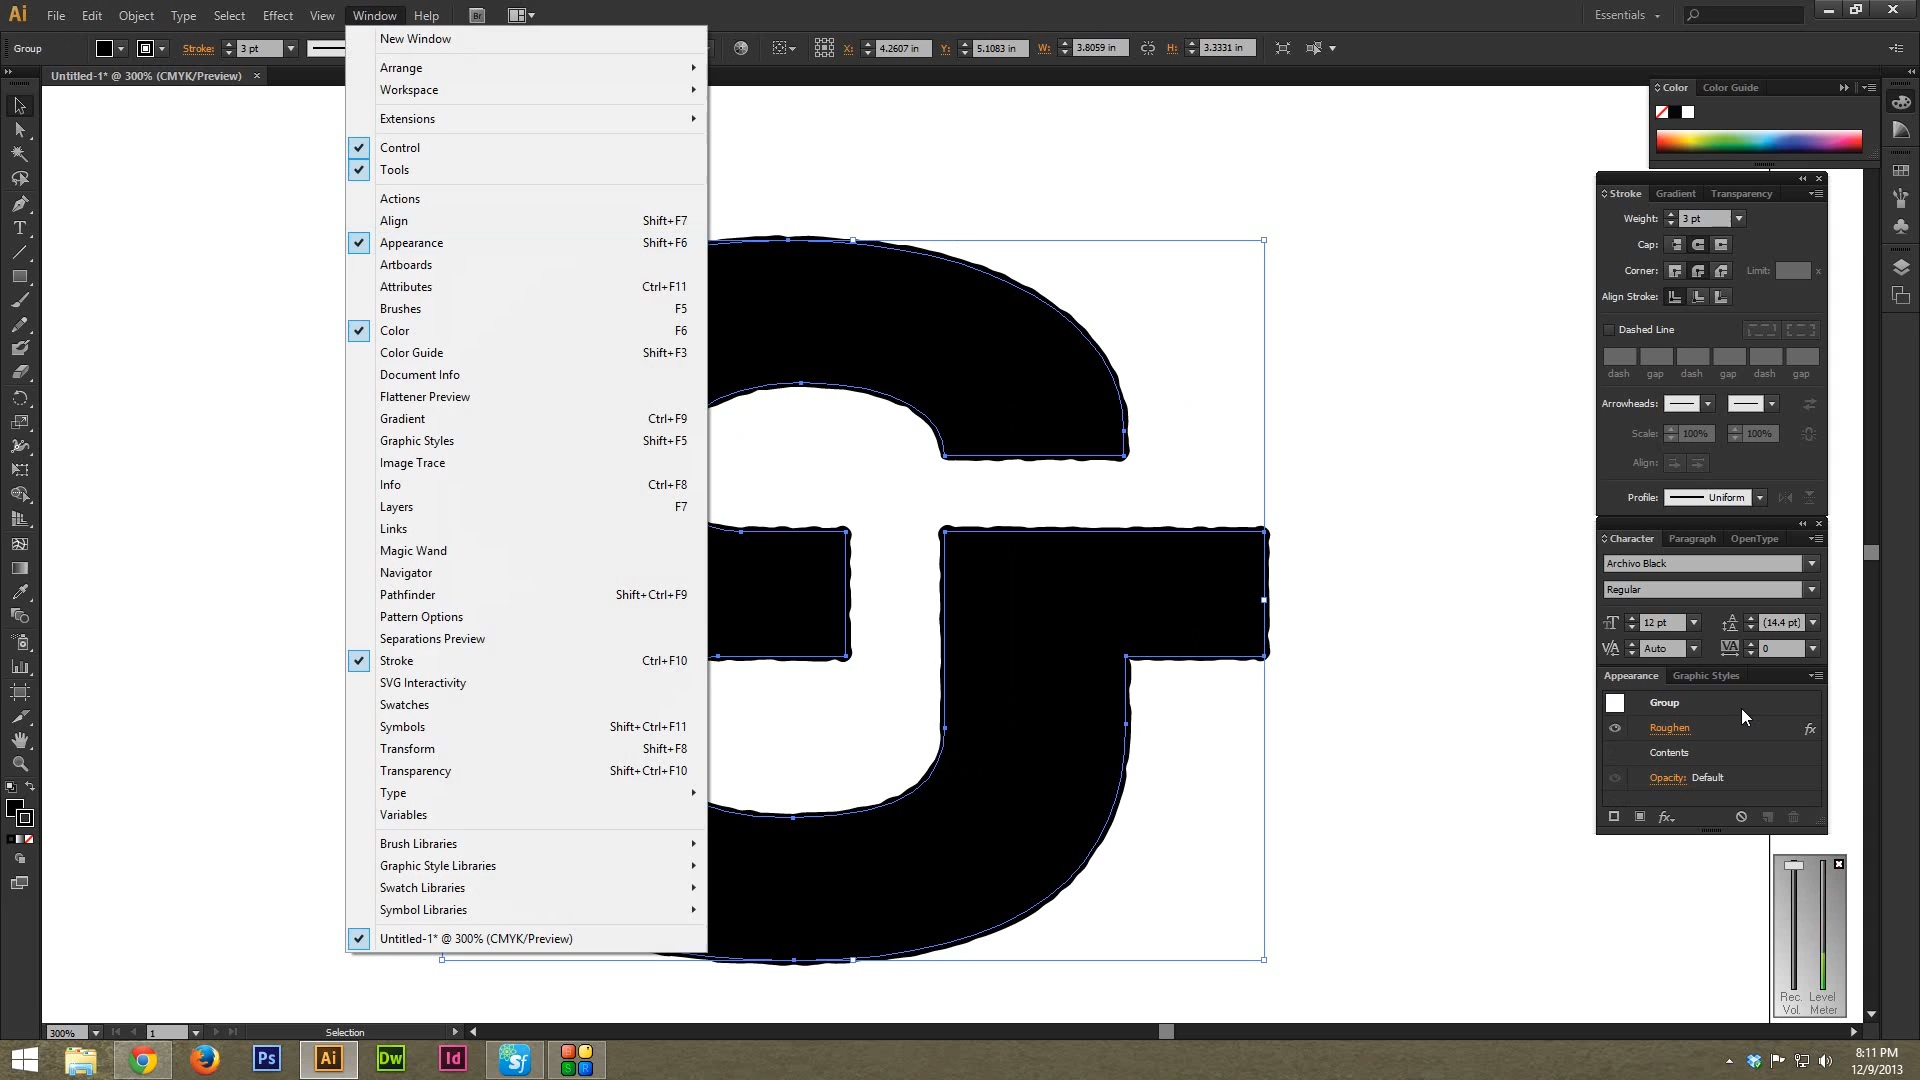 Ai File Edit Object Type Select Effect View Window Help Br Essentials
Group Stroke: 3 pt X: 4.2607 in Y: 5.1083 in W: 3.8059 in H: 3.3331 in
Untitled-1* @ 300% (CMYK/Preview) ×
New Window
Arrange
Workspace
Extensions
Control
Tools
Actions
Align Shift+F7
Appearance Shift+F6
Artboards
Attributes Ctrl+F11
Brushes F5
Color F6
Color Guide Shift+F3
Document Info
Flattener Preview
Gradient Ctrl+F9
Graphic Styles Shift+F5
Image Trace
Info Ctrl+F8
Layers F7
Links
Magic Wand
Navigator
Pathfinder Shift+Ctrl+F9
Pattern Options
Separations Preview
Stroke Ctrl+F10
SVG Interactivity
Swatches
Symbols Shift+Ctrl+F11
Transform Shift+F8
Transparency Shift+Ctrl+F10
Type
Variables
Brush Libraries
Graphic Style Libraries
Swatch Libraries
Symbol Libraries
Untitled-1* @ 300% (CMYK/Preview)
Color Color Guide
Stroke Gradient Transparency
Weight: 3 pt
Cap:
Corner: Limit: x
Align Stroke:
Dashed Line
dash gap dash gap dash gap
Arrowheads:
Scale: 100% 100%
Align:
Profile: Uniform
Character Paragraph OpenType
Archivo Black
Regular
12 pt (14.4 pt)
Auto 0
Appearance Graphic Styles
Group
Roughen fx
Contents
Opacity: Default
fx
Rec. Level
Vol. Meter
300% 1 Selection
Ps Ai Dw Id Sf S R
8:11 PM
12/9/2013